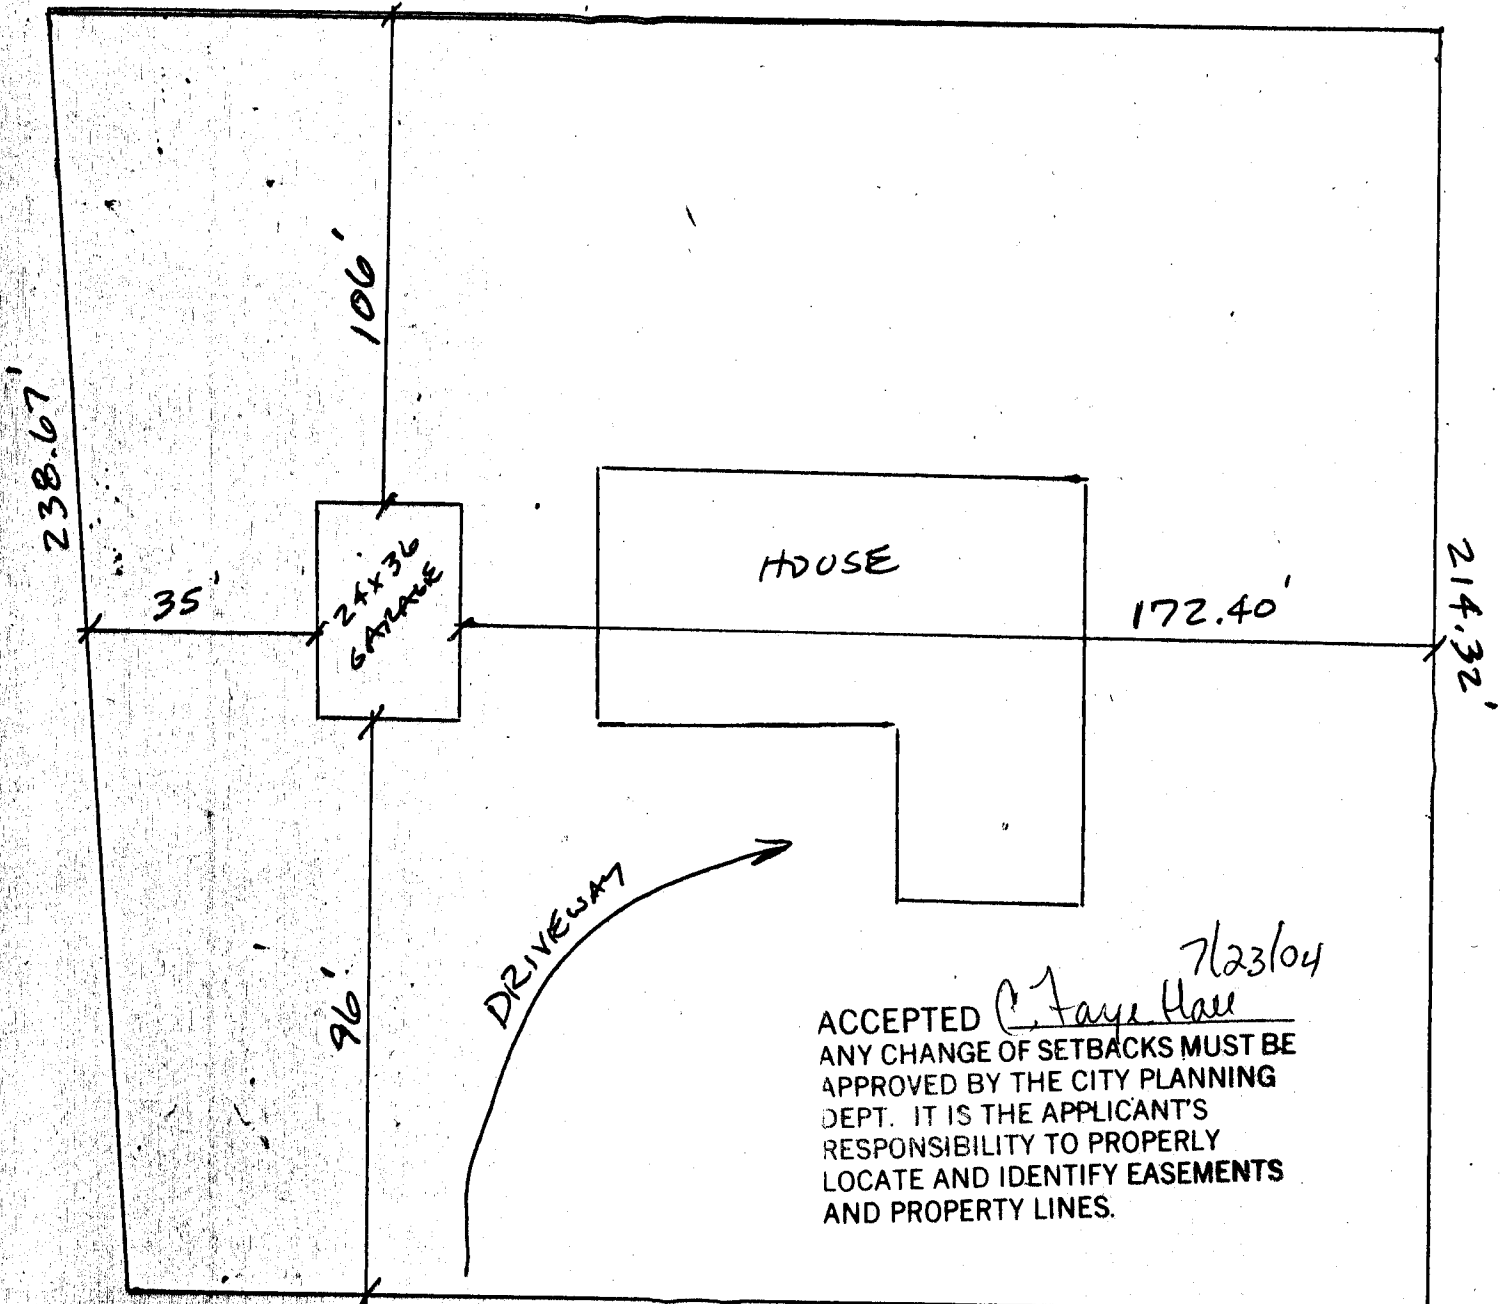 106'
238.67'
35'
24x36
GARAGE
HOUSE
172.40'
214.32'
DRIVEWAY
96'
7/23/04
ACCEPTED C. Faye Hall
ANY CHANGE OF SETBACKS MUST BE
APPROVED BY THE CITY PLANNING
DEPT. IT IS THE APPLICANT'S
RESPONSIBILITY TO PROPERLY
LOCATE AND IDENTIFY EASEMENTS
AND PROPERTY LINES.